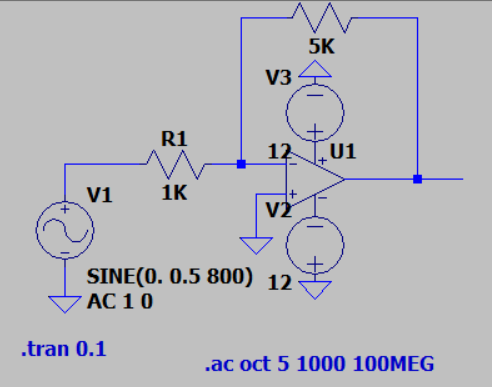 5K
V3
R1
12
U1
V1
1K
V2
SINE(0. 0.5 800)
12
AC 1 0
.tran 0.1
.ac oct 5 1000 100MEG